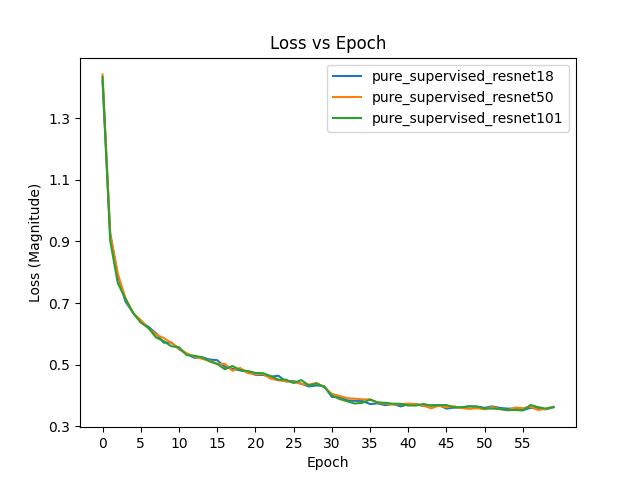 Loss vs Epoch
pure_supervised_resnet18
pure_supervised_resnet50
pure_supervised_resnet101
Loss (Magnitude)
1.3
1.1
0.9
0.7
0.5
0.3
0 5 10 15 20 25 30 35 40 45 50 55
Epoch